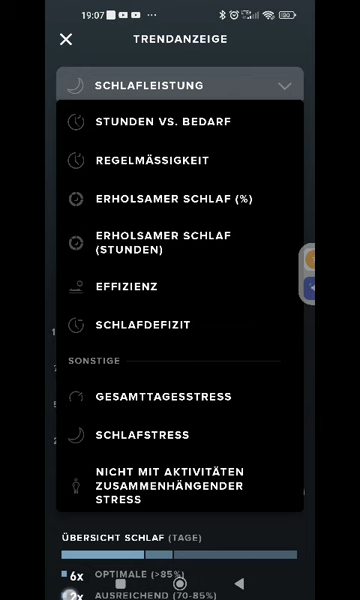 19:07
TRENDANZEIGE
SCHLAFLEISTUNG
STUNDEN VS. BEDARF
REGELMÄSSIGKEIT
ERHOLSAMER SCHLAF (%)
ERHOLSAMER SCHLAF
(STUNDEN)
EFFIZIENZ
SCHLAFDEFIZIT
SONSTIGE
GESAMTTAGESSTRESS
SCHLAFSTRESS
NICHT MIT AKTIVITÄTEN
ZUSAMMENHÄNGENDER
STRESS
ÜBERSICHT SCHLAF (TAGE)
6x OPTIMALE (>85%)
2x AUSREICHEND (70-85%)